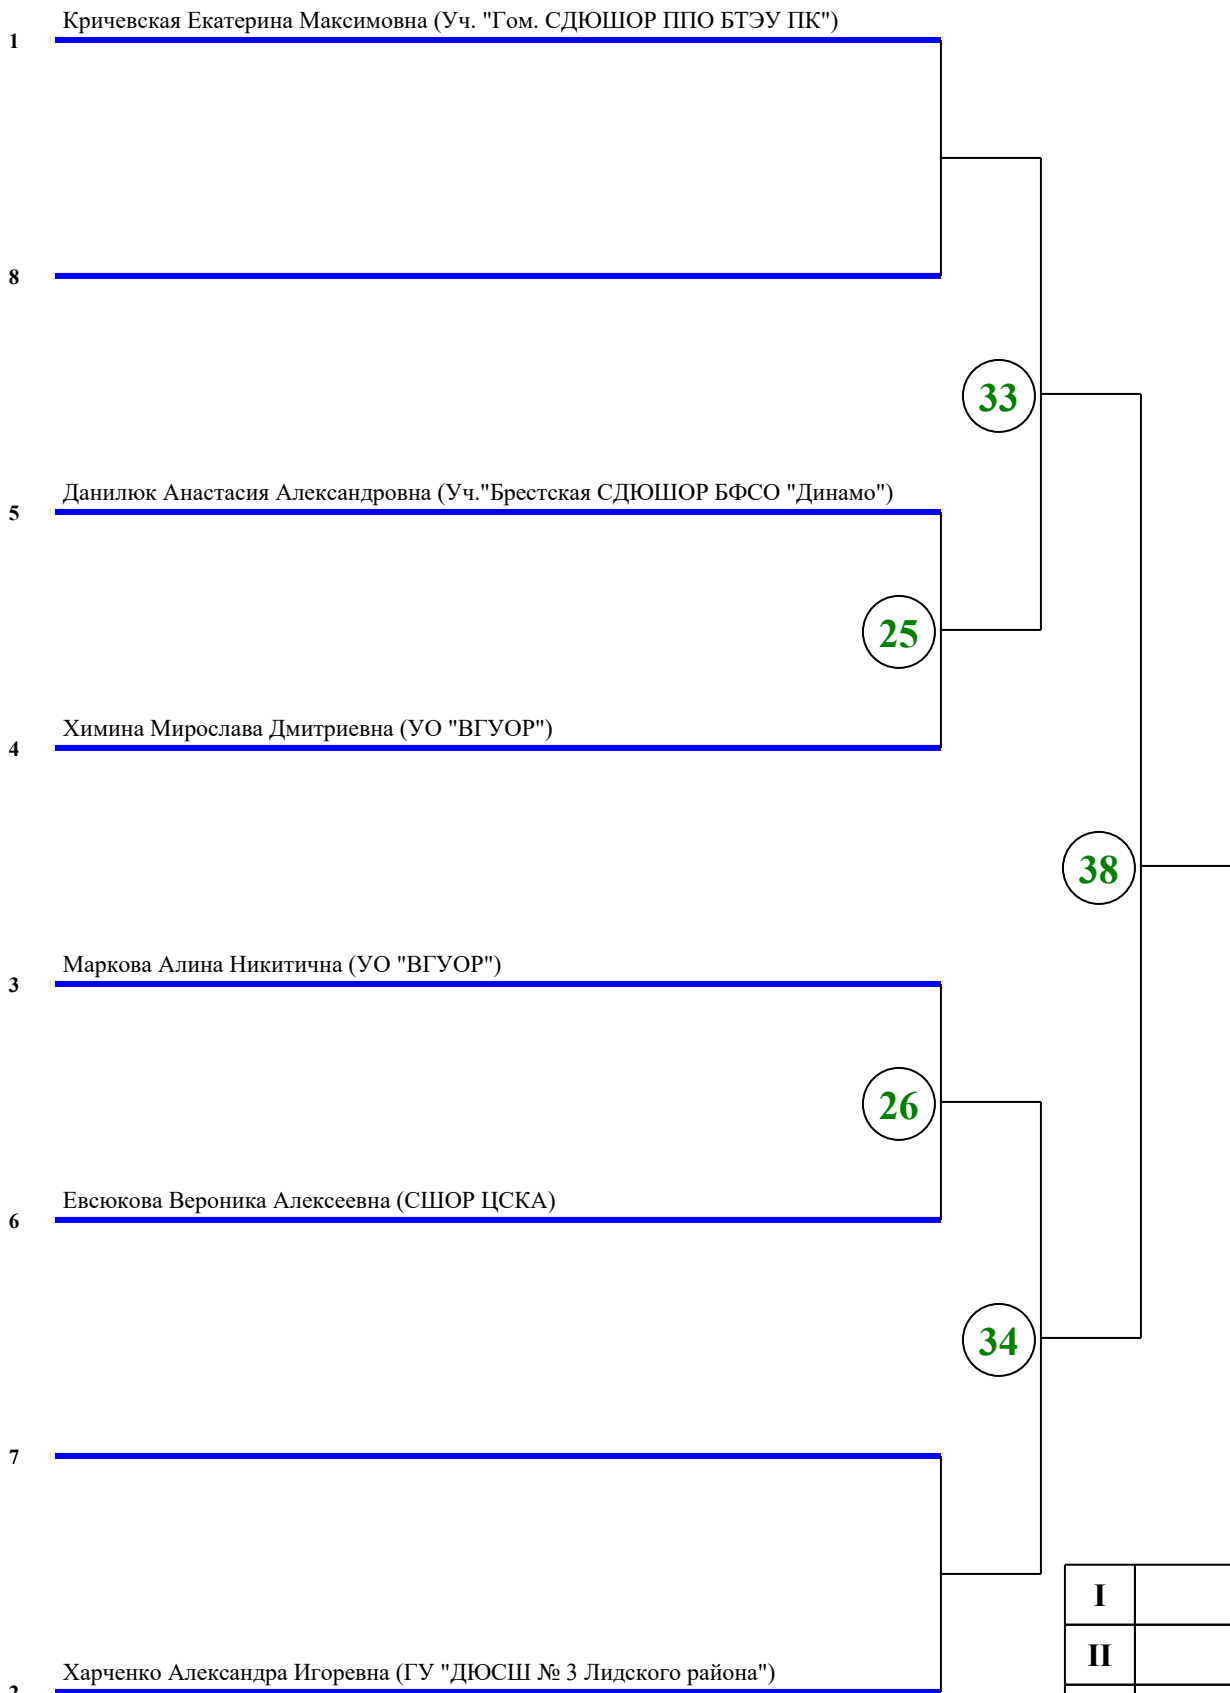 Кричевская Екатерина Максимовна (Уч. "Гом. СДЮШОР ППО БТЭУ ПК")
1
8
33
Данилюк Анастасия Александровна (Уч."Брестская СДЮШОР БФСО "Динамо")
5
25
Химина Мирослава Дмитриевна (УО "ВГУОР")
4
38
Маркова Алина Никитична (УО "ВГУОР")
3
26
Евсюкова Вероника Алексеевна (СШОР ЦСКА)
6
34
7
I
II
Харченко Александра Игоревна (ГУ "ДЮСШ № 3 Лидского района")
2